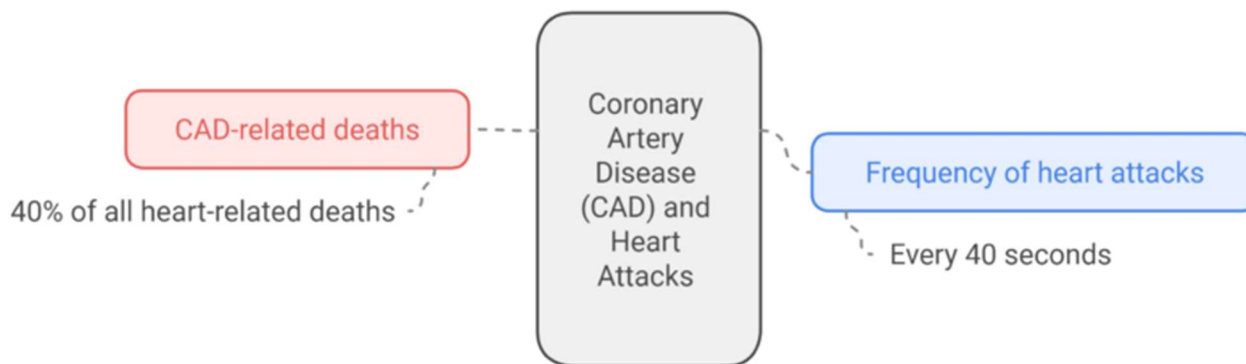 CAD-related deaths
40% of all heart-related deaths
Coronary
Artery
Disease
(CAD) and
Heart
Attacks
Frequency of heart attacks
Every 40 seconds